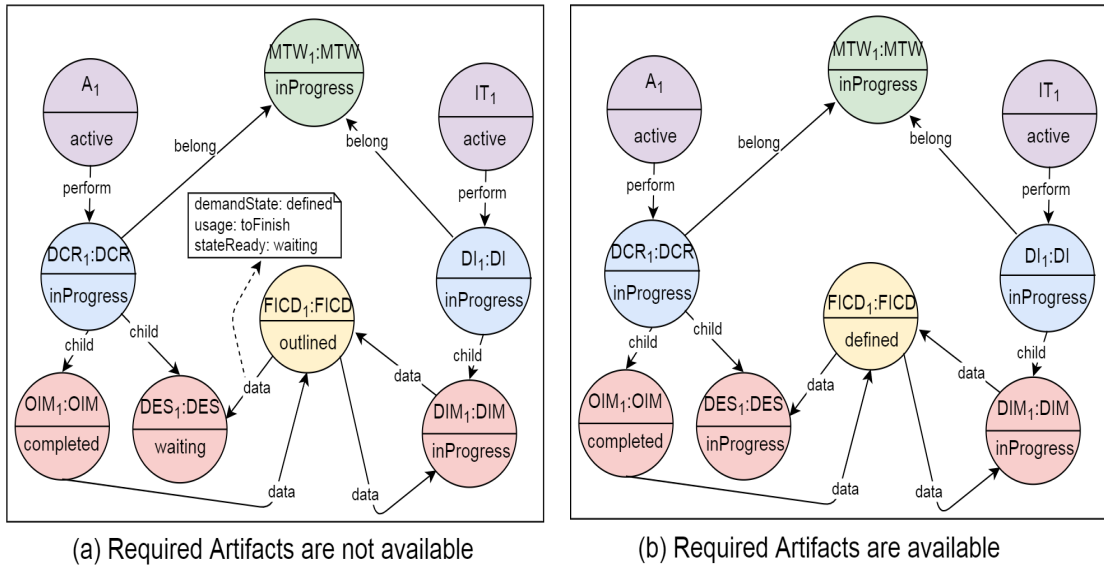 MTW₁:MTW
inProgress
A₁
active
IT₁
active
belong
belong
perform
perform
demandState: defined
usage: toFinish
stateReady: waiting
DCR₁:DCR
inProgress
DI₁:DI
inProgress
FICD₁:FICD
outlined
child
child
child
data
data
OIM₁:OIM
completed
DES₁:DES
waiting
DIM₁:DIM
inProgress
data
data
(a) Required Artifacts are not available
MTW₁:MTW
inProgress
A₁
active
IT₁
active
belong
belong
perform
perform
DCR₁:DCR
inProgress
DI₁:DI
inProgress
FICD₁:FICD
defined
child
child
child
data
data
OIM₁:OIM
completed
DES₁:DES
inProgress
DIM₁:DIM
inProgress
data
data
(b) Required Artifacts are available